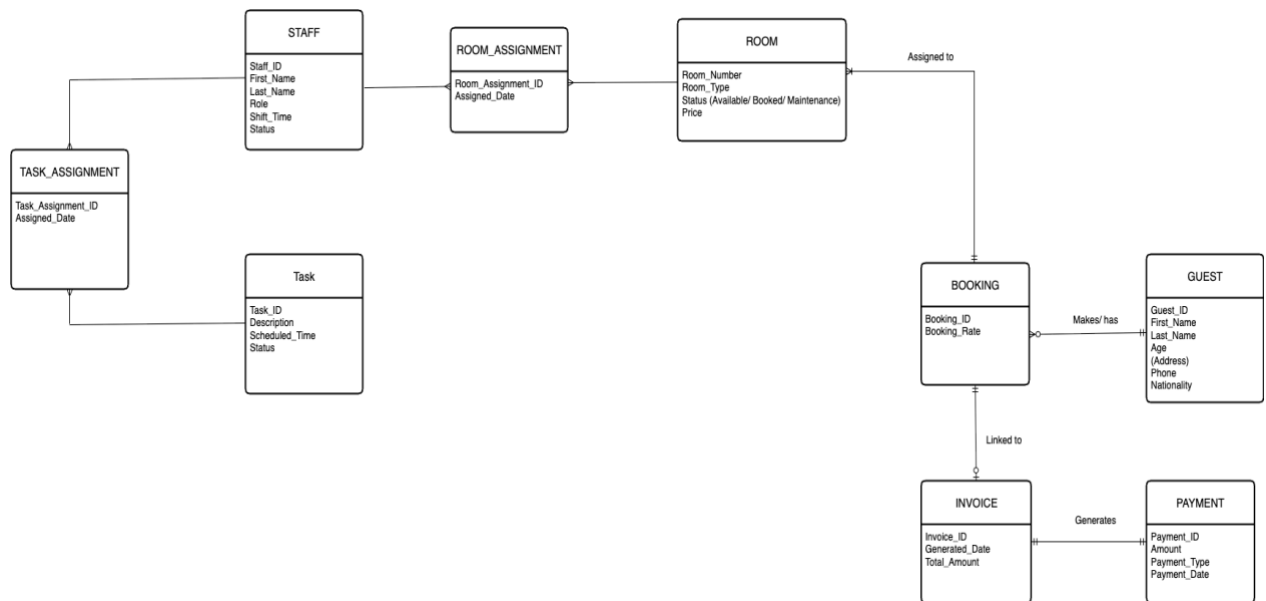 STAFF
Staff_ID
First_Name
Last_Name
Role
Shift_Time
Status
ROOM_ASSIGNMENT
Room_Assignment_ID
Assigned_Date
ROOM
Room_Number
Room_Type
Status (Available/ Booked/ Maintenance)
Price
Assigned to
TASK_ASSIGNMENT
Task_Assignment_ID
Assigned_Date
Task
Task_ID
Description
Scheduled_Time
Status
BOOKING
Booking_ID
Booking_Rate
Makes/ has
GUEST
Guest_ID
First_Name
Last_Name
Age
(Address)
Phone
Nationality
Linked to
INVOICE
Invoice_ID
Generated_Date
Total_Amount
Generates
PAYMENT
Payment_ID
Amount
Payment_Type
Payment_Date